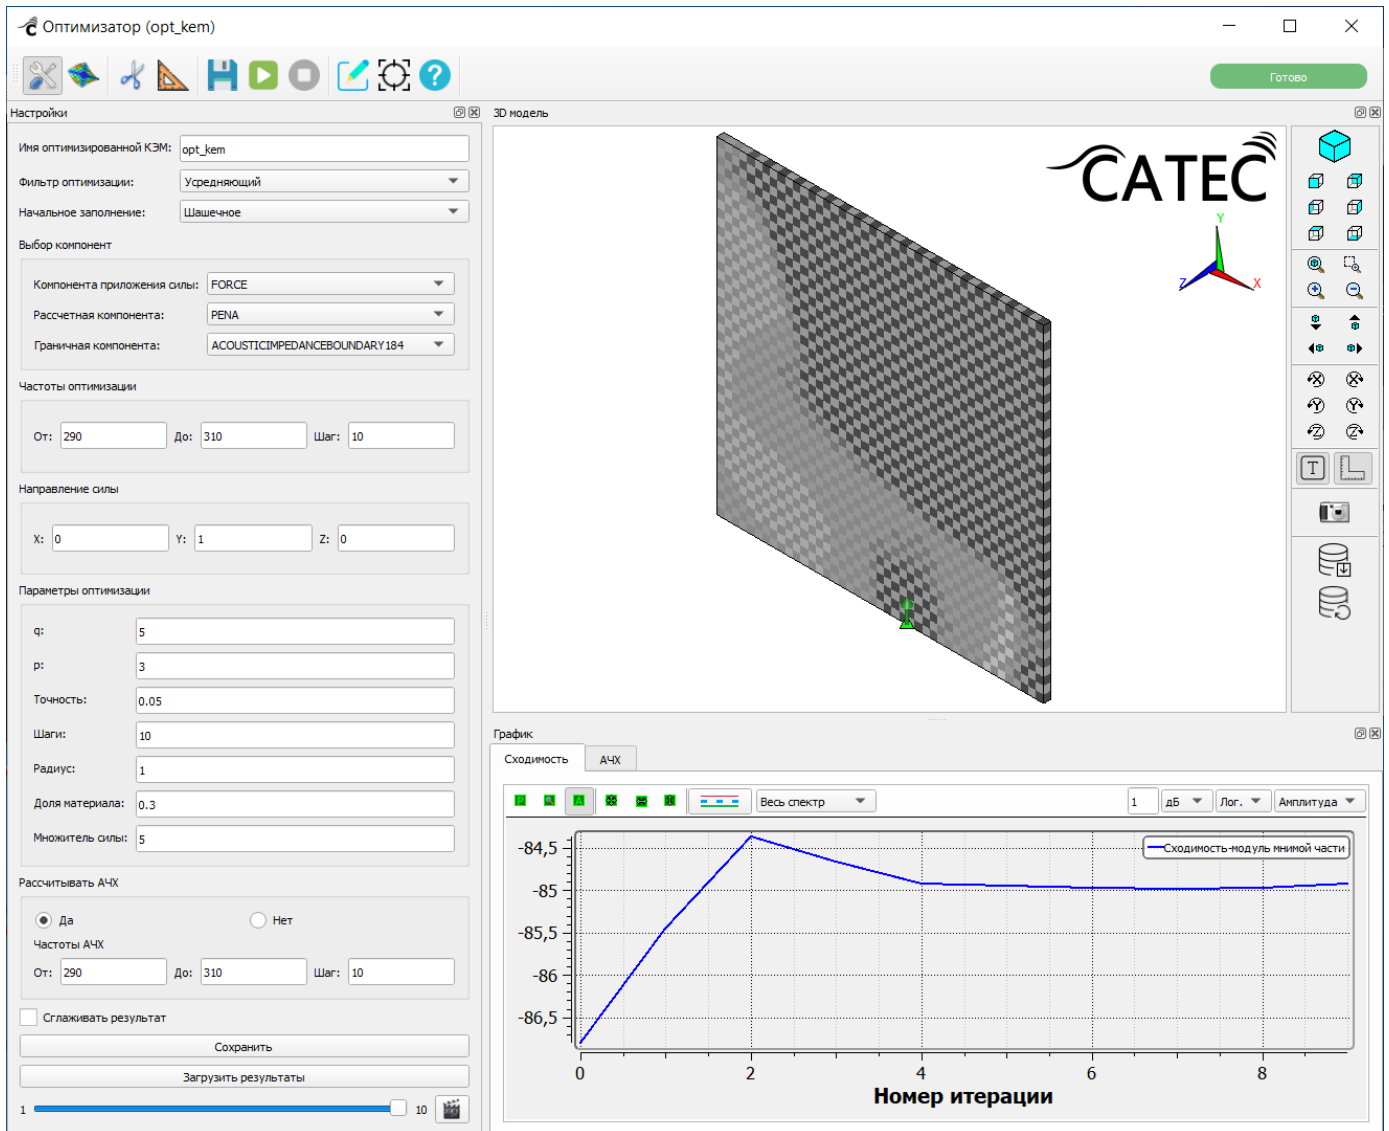 Оптимизатор (opt_kem)
Готово
Настройки
Имя оптимизированной КЭМ: opt_kem
Фильтр оптимизации: Усредняющий
Начальное заполнение: Шашечное
Выбор компонент
Компонента приложения силы: FORCE
Рассчетная компонента: PENA
Граничная компонента: ACOUSTICIMPEDANCEBOUNDARY184
Частоты оптимизации
От: 290 До: 310 Шаг: 10
Направление силы
X: 0 Y: 1 Z: 0
Параметры оптимизации
q: 5
p: 3
Точность: 0.05
Шаги: 10
Радиус: 1
Доля материала: 0.3
Множитель силы: 5
Рассчитывать АЧХ
Да Нет
Частоты АЧХ
От: 290 До: 310 Шаг: 10
Сглаживать результат
Сохранить
Загрузить результаты
1 10
3D модель
CATEC
Y
Z X
X X
Y Y
Z Z
T
График
Сходимость АЧХ
P A Весь спектр 1 дБ Лог. Амплитуда
Сходимость-модуль мнимой части
-84,5
-85
-85,5
-86
-86,5
0 2 4 6 8
Номер итерации